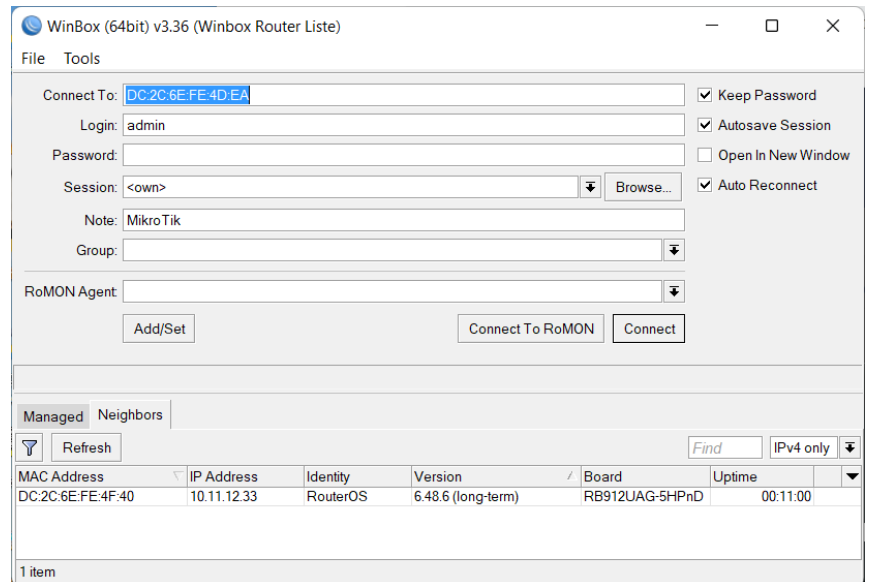 WinBox (64bit) v3.36 (Winbox Router Liste)
File Tools
Connect To: DC:2C:6E:FE:4D:EA
Keep Password
Login: admin
Autosave Session
Password:
Open In New Window
Session: <own>
Browse...
Auto Reconnect
Note: MikroTik
Group:
RoMON Agent:
Add/Set Connect To RoMON Connect
Managed Neighbors
Refresh Find IPv4 only
MAC Address IP Address Identity Version Board Uptime
DC:2C:6E:FE:4F:40 10.11.12.33 RouterOS 6.48.6 (long-term) RB912UAG-5HPnD 00:11:00
1 item